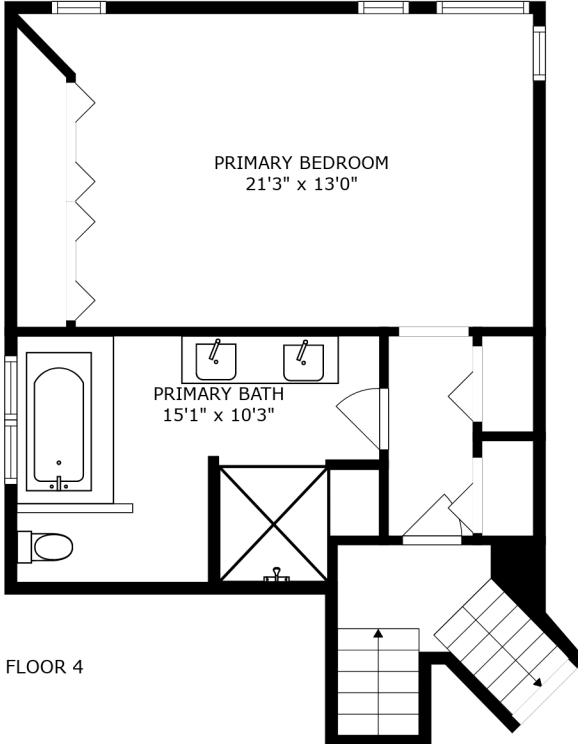 PRIMARY BEDROOM
21'3" x 13'0"
PRIMARY BATH
15'1" x 10'3"
FLOOR 4